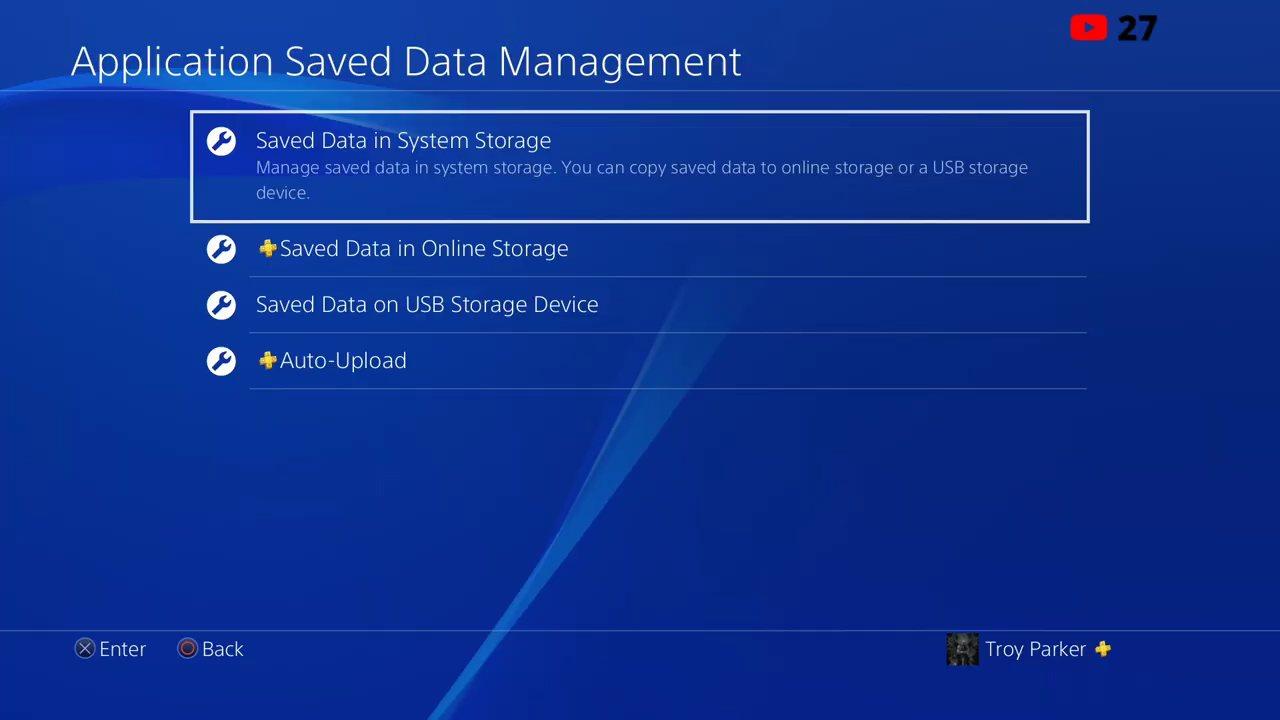 27
Application Saved Data Management
Saved Data in System Storage
Manage saved data in system storage. You can copy saved data to online storage or a USB storage
device.
Saved Data in Online Storage
Saved Data on USB Storage Device
Auto-Upload
Enter
Back
Troy Parker